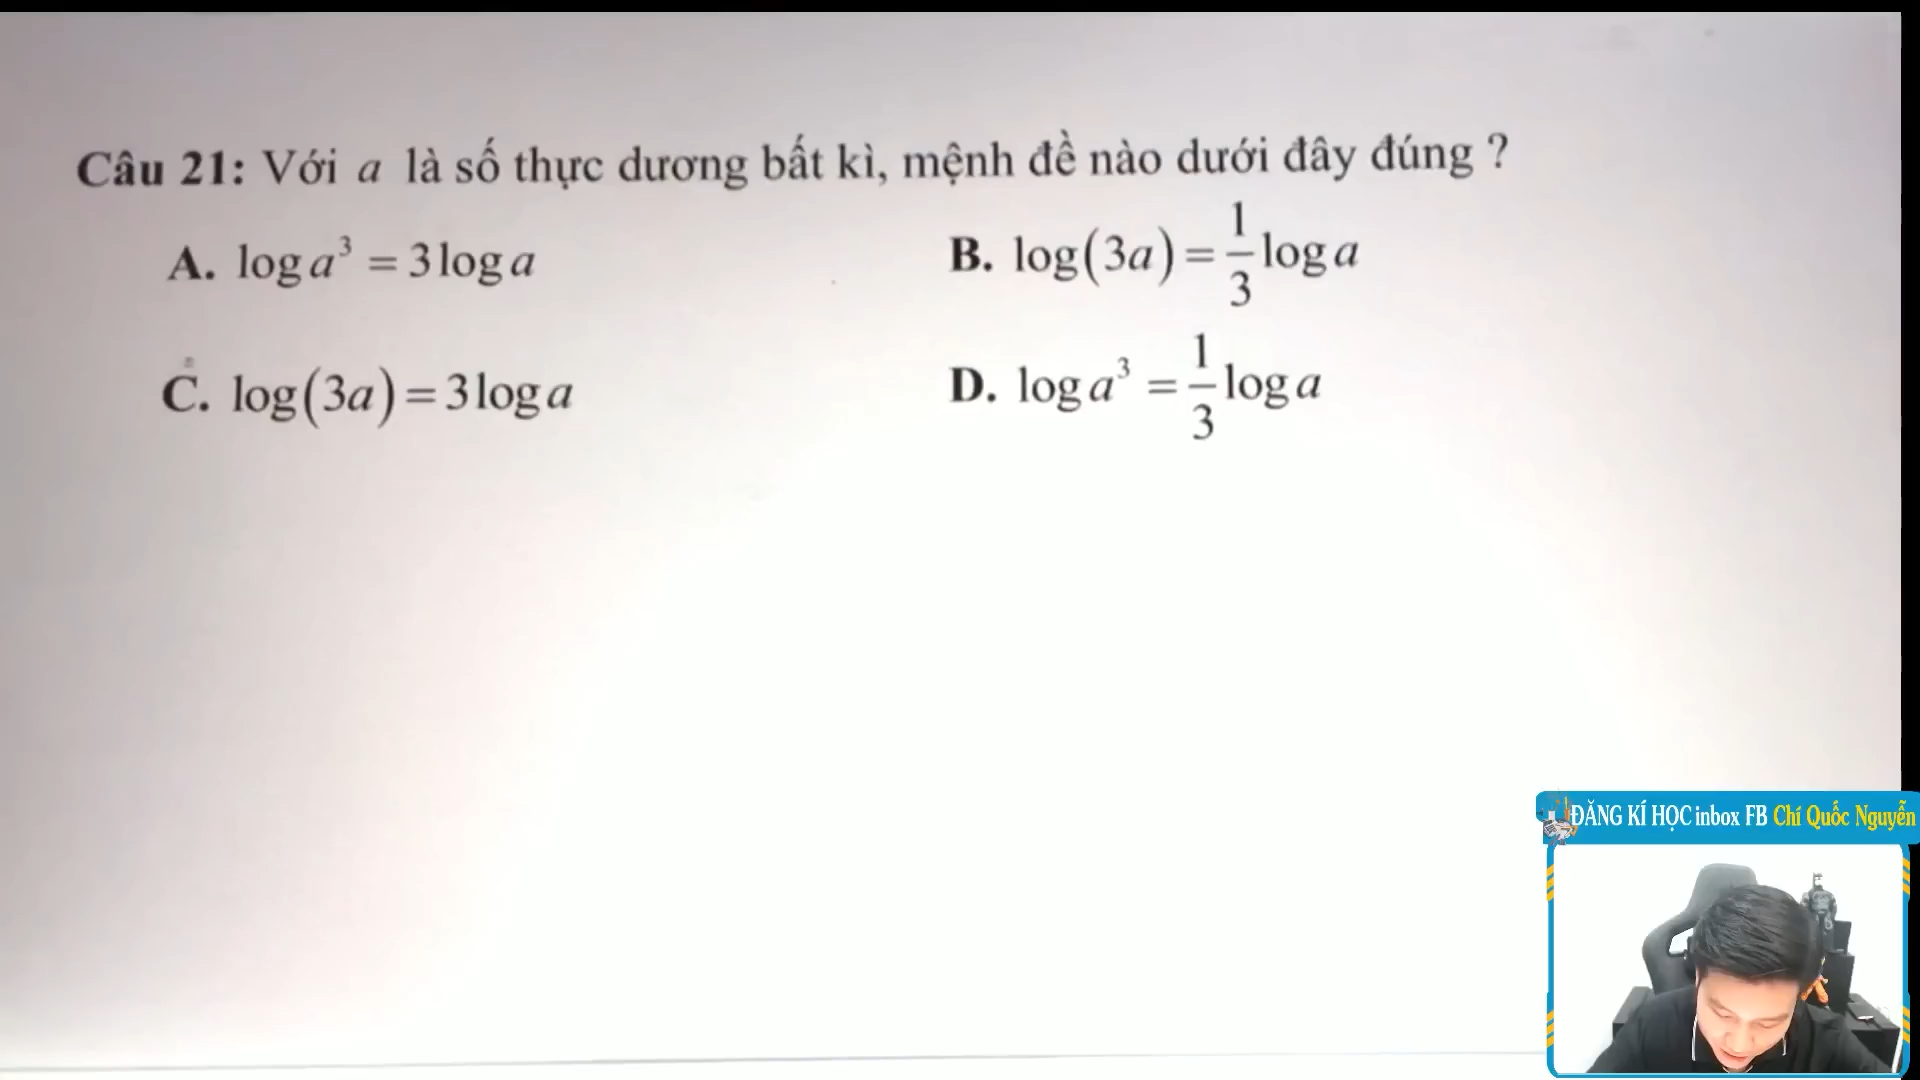 Câu 21: Với a là số thực dương bất kì, mệnh đề nào dưới đây đúng ?
A. log a³ = 3 log a
B. log(3a) = 1/3 log a
C. log(3a) = 3 log a
D. log a³ = 1/3 log a
ĐĂNG KÍ HỌC inbox FB Chí Quốc Nguyễn